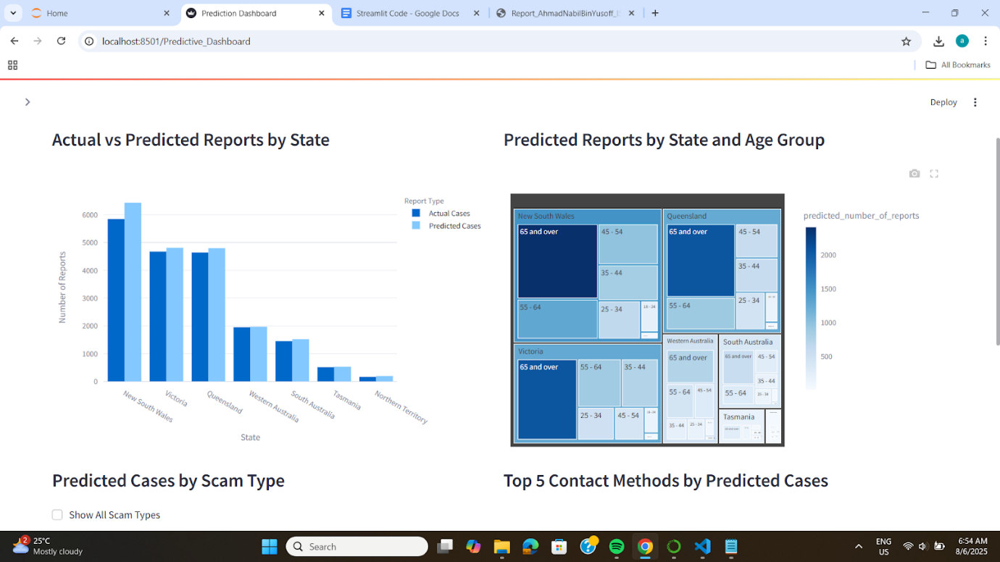 Home
Prediction Dashboard
Streamlit Code - Google Docs
Report_AhmadNabilBinYusoff_
localhost:8501/Predictive_Dashboard
a
All Bookmarks
Deploy
Actual vs Predicted Reports by State
Report Type
Actual Cases
Predicted Cases
Number of Reports
6000
5000
4000
3000
2000
1000
0
New South Wales
Victoria
Queensland
Western Australia
South Australia
Tasmania
Northern Territory
State
Predicted Reports by State and Age Group
New South Wales
65 and over
45 - 54
35 - 44
55 - 64
25 - 34
18 - 24
Queensland
65 and over
45 - 54
35 - 44
55 - 64
25 - 34
Victoria
65 and over
55 - 64
35 - 44
25 - 34
45 - 54
Western Australia
65 and over
55 - 64
45 - 54
35 - 44
25 - 34
South Australia
65 and over
45 - 54
35 - 44
55 - 64
25 - 34
Tasmania
predicted_number_of_reports
2000
1500
1000
500
Predicted Cases by Scam Type
Show All Scam Types
Top 5 Contact Methods by Predicted Cases
2
25°C
Mostly cloudy
Search
ENG
US
6:54 AM
8/6/2025